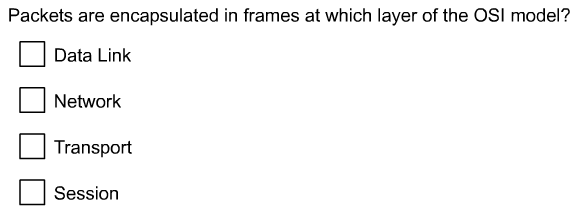 Packets are encapsulated in frames at which layer of the OSI model?
Data Link
Network
Transport
Session